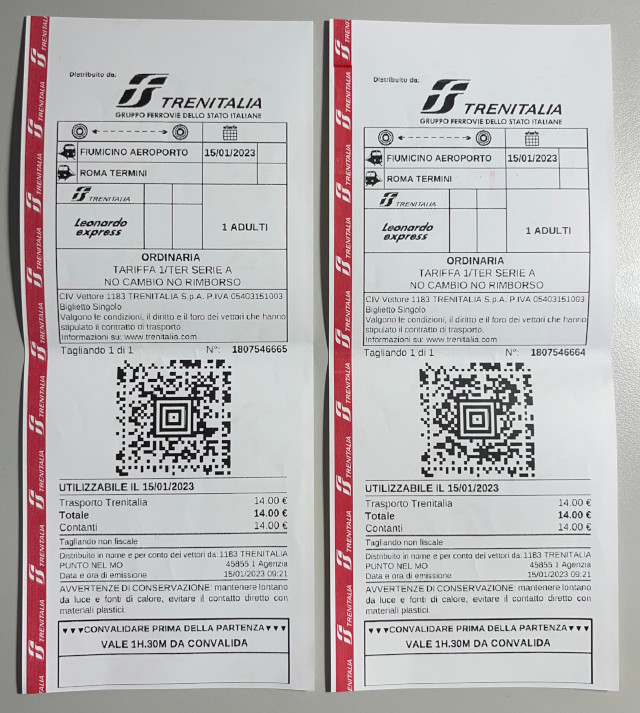 Distribuito da:
TRENITALIA
GRUPPO FERROVIE DELLO STATO ITALIANE
FIUMICINO AEROPORTO 15/01/2023
ROMA TERMINI
TRENITALIA
Leonardo
express
1 ADULTI
ORDINARIA
TARIFFA 1/TER SERIE A
NO CAMBIO NO RIMBORSO
CIV Vettore 1183 TRENITALIA S.p.A. P.IVA 05403151003
Biglietto Singolo
Valgono le condizioni, il diritto e il foro dei vettori che hanno
stipulato il contratto di trasporto.
Informazioni su: www.trenitalia.com
Tagliando 1 di 1 N°: 1807546665
UTILIZZABILE IL 15/01/2023
Trasporto Trenitalia 14.00 €
Totale 14.00 €
Contanti 14.00 €
Tagliando non fiscale
Distribuito in nome e per conto dei vettori da: 1183 TRENITALIA
PUNTO NEL MO 45855 1 Agenzia
Data e ora di emissione 15/01/2023 09:21
AVVERTENZE DI CONSERVAZIONE: mantenere lontano
da luce e fonti di calore, evitare il contatto diretto con
materiali plastici.
▼▼▼CONVALIDARE PRIMA DELLA PARTENZA▼▼▼
VALE 1H.30M DA CONVALIDA
Distribuito da:
TRENITALIA
GRUPPO FERROVIE DELLO STATO ITALIANE
FIUMICINO AEROPORTO 15/01/2023
ROMA TERMINI
TRENITALIA
Leonardo
express
1 ADULTI
ORDINARIA
TARIFFA 1/TER SERIE A
NO CAMBIO NO RIMBORSO
CIV Vettore 1183 TRENITALIA S.p.A. P.IVA 05403151003
Biglietto Singolo
Valgono le condizioni, il diritto e il foro dei vettori che hanno
stipulato il contratto di trasporto.
Informazioni su: www.trenitalia.com
Tagliando 1 di 1 N°: 1807546664
UTILIZZABILE IL 15/01/2023
Trasporto Trenitalia 14.00 €
Totale 14.00 €
Contanti 14.00 €
Tagliando non fiscale
Distribuito in nome e per conto dei vettori da: 1183 TRENITALIA
PUNTO NEL MO 45855 1 Agenzia
Data e ora di emissione 15/01/2023 09:21
AVVERTENZE DI CONSERVAZIONE: mantenere lontano
da luce e fonti di calore, evitare il contatto diretto con
materiali plastici.
▼▼▼CONVALIDARE PRIMA DELLA PARTENZA▼▼▼
VALE 1H.30M DA CONVALIDA